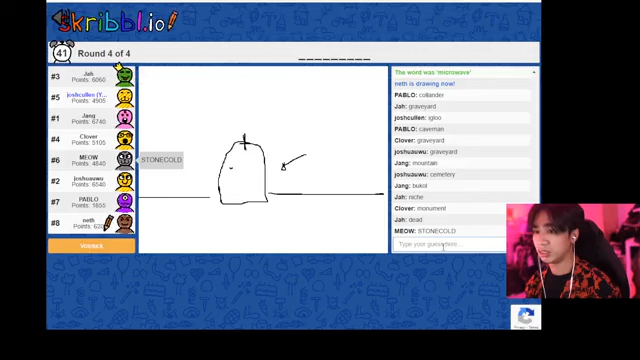 skribbl.io!
41 Round 4 of 4
_ _ _ _ _ _ _ _ _
#3 Jah
Points: 6060
#5 joshcullen (Y...
Points: 4905
#1 Jang
Points: 6740
#4 Clover
Points: 5105
#6 MEOW
Points: 4840
#2 joshuauwu
Points: 6540
#7 PABLO
Points: 1655
#8 neth
STONECOLD
The word was 'microwave'
neth is drawing now!
PABLO: collander
Jah: graveyard
joshcullen: igloo
PABLO: caveman
Clover: graveyard
joshuauwu: graveyard
Jang: mountain
joshuauwu: cemetery
Jang: bukol
Jah: niche
Clover: monument
Jah: dead
MEOW: STONECOLD
Type your guess here...
Privacy - Terms